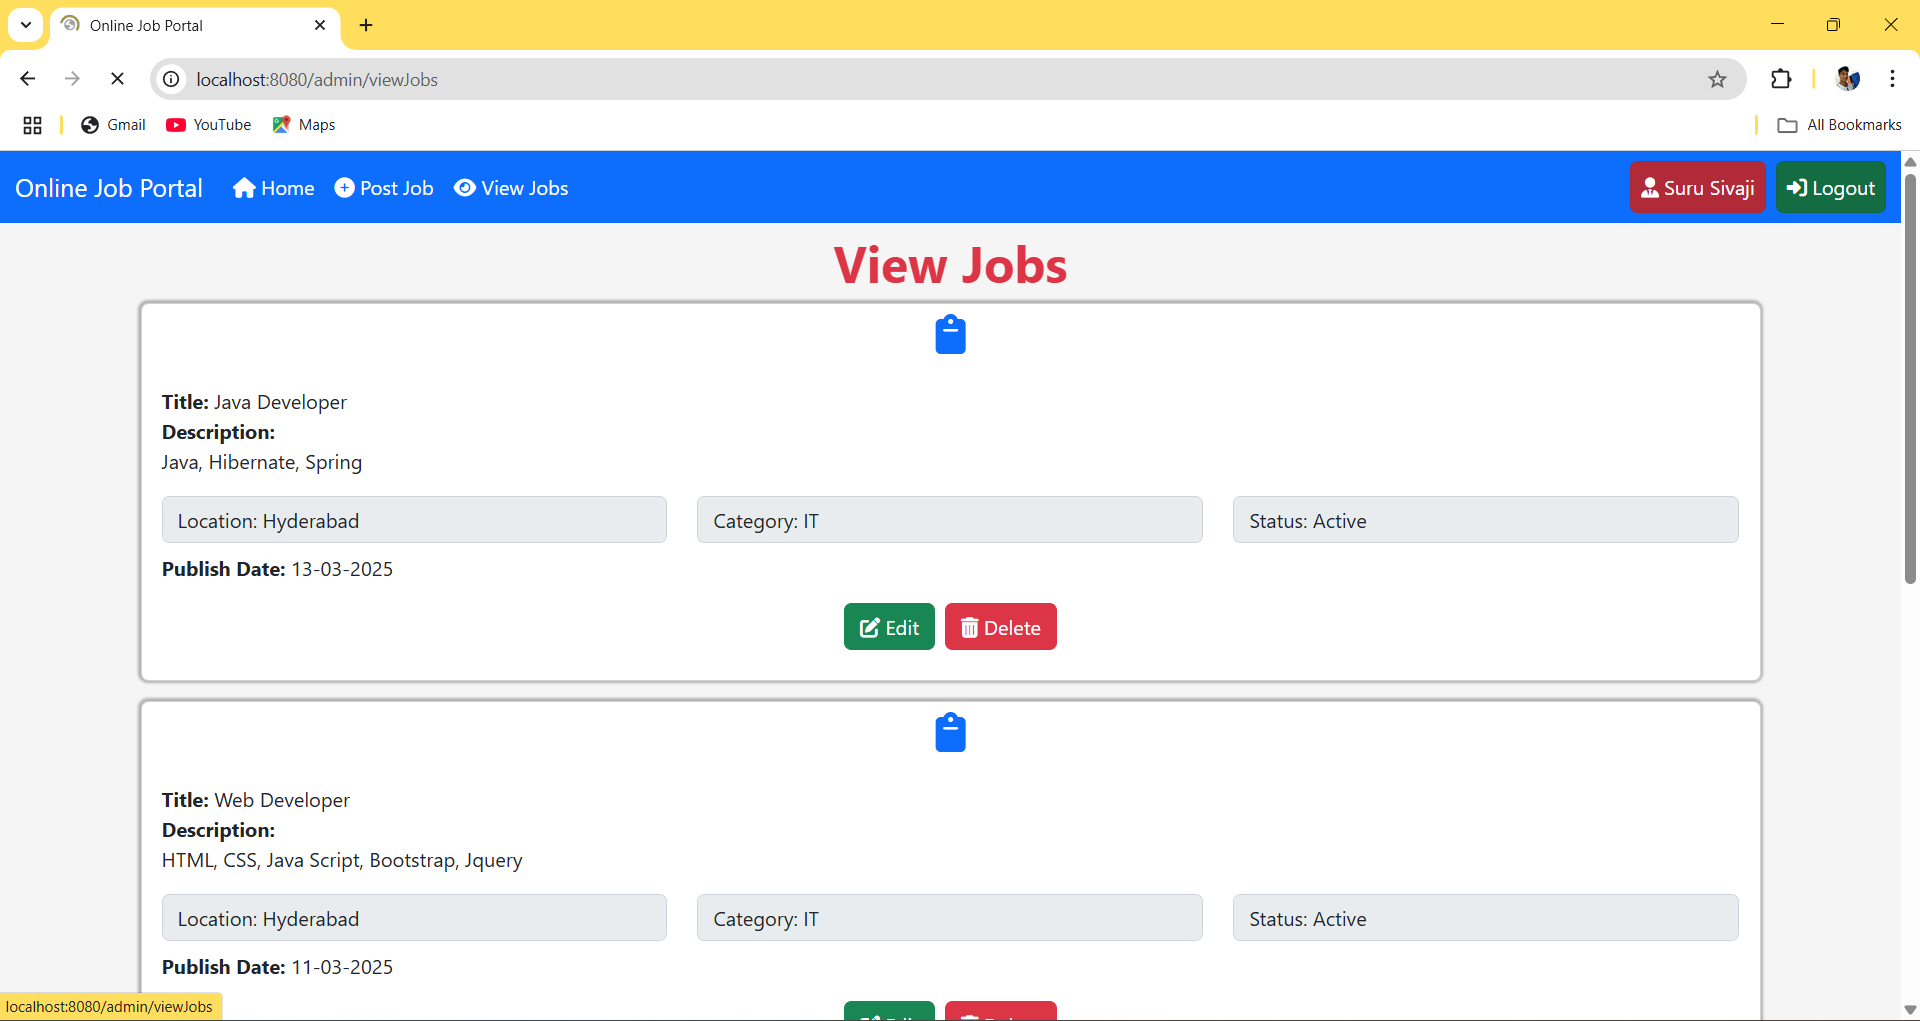 Online Job Portal
localhost:8080/admin/viewJobs
Gmail YouTube Maps All Bookmarks
Online Job Portal Home Post Job View Jobs Suru Sivaji Logout
View Jobs
Title: Java Developer
Description:
Java, Hibernate, Spring
Location: Hyderabad Category: IT Status: Active
Publish Date: 13-03-2025
Edit Delete
Title: Web Developer
Description:
HTML, CSS, Java Script, Bootstrap, Jquery
Location: Hyderabad Category: IT Status: Active
Publish Date: 11-03-2025
localhost:8080/admin/viewJobs